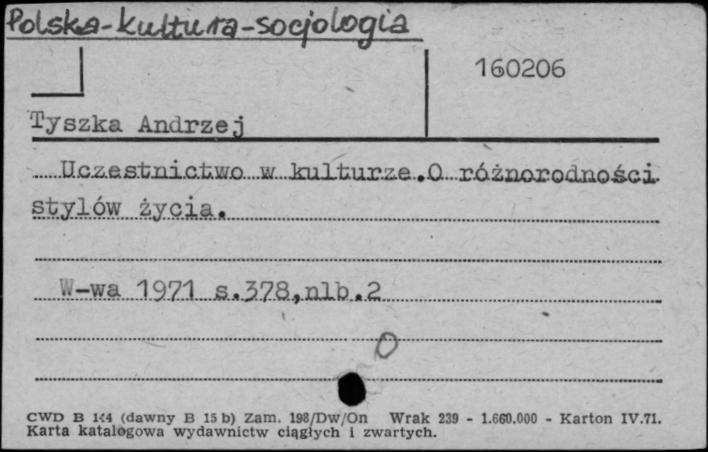 Polska-kultura-socjologia
160206
Tyszka Andrzej
Uczestnictwo w kulturze.O różnorodności
stylów życia.
W-wa 1971 s.378,nlb.2
O
CWD B 144 (dawny B 15 b) Zam. 198/Dw/On Wrak 239 - 1.660.000 - Karton IV.71.
Karta katalogowa wydawnictw ciągłych i zwartych.